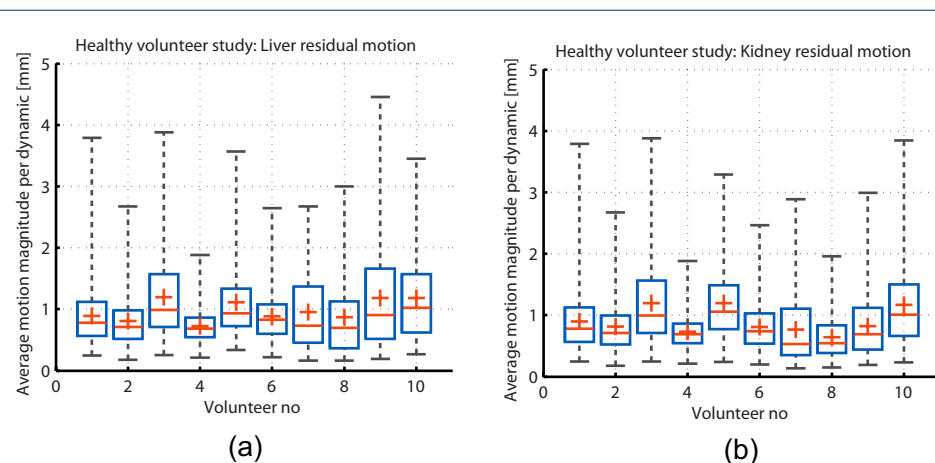 Healthy volunteer study: Liver residual motion
Average motion magnitude per dynamic [mm]
5
4
3
2
1
0
0 2 4 6 8 10
Volunteer no
(a)
Healthy volunteer study: Kidney residual motion
Average motion magnitude per dynamic [mm]
5
4
3
2
1
0
0 2 4 6 8 10
Volunteer no
(b)